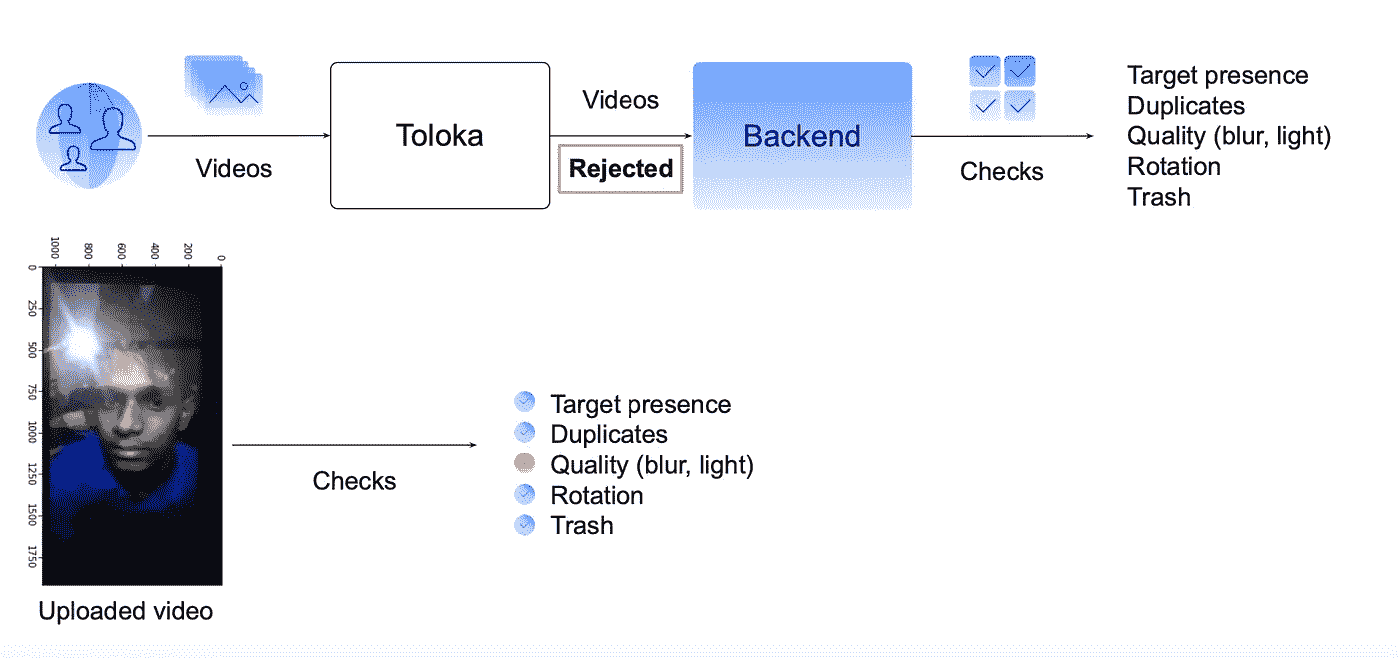 Videos
Toloka
Videos
Rejected
Backend
Checks
Target presence
Duplicates
Quality (blur, light)
Rotation
Trash
1000 800 600 400 200 0
0
250
500
750
1000
1250
1500
1750
Uploaded video
Checks
Target presence
Duplicates
Quality (blur, light)
Rotation
Trash